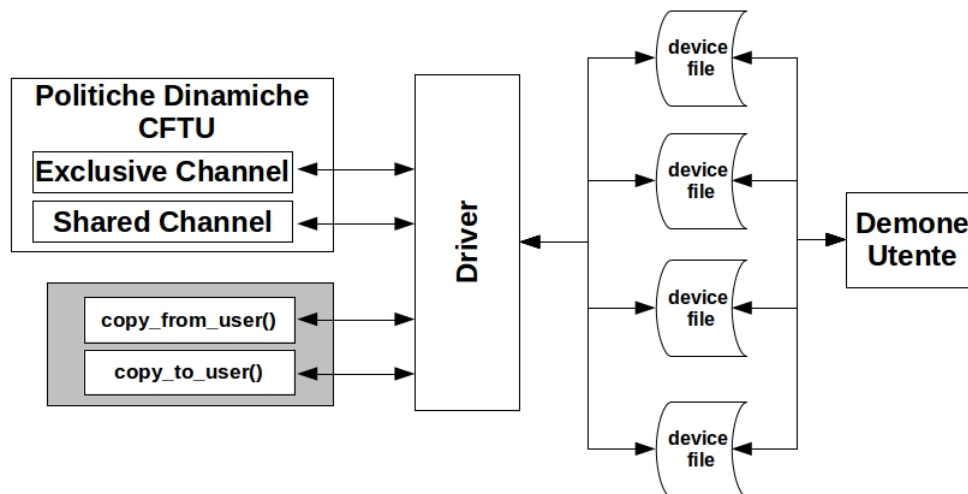 Politiche Dinamiche
CFTU
Exclusive Channel
Shared Channel
copy_from_user()
copy_to_user()
Driver
device
file
device
file
device
file
device
file
Demone
Utente